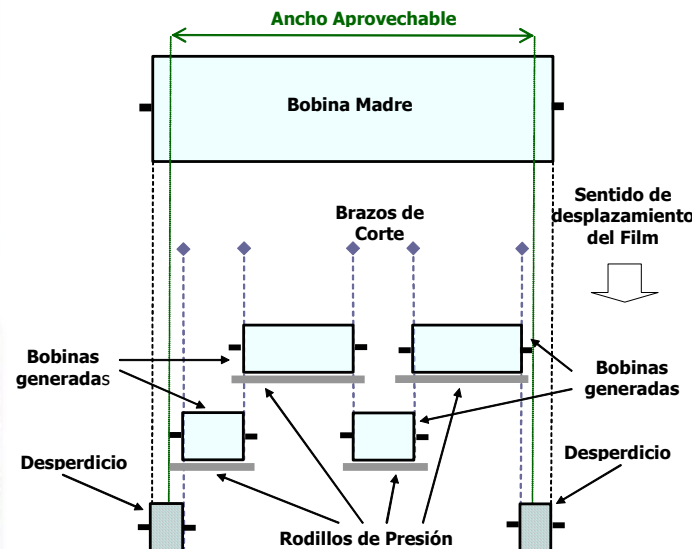 Ancho Aprovechable
Bobina Madre
Brazos de
Corte
Sentido de
desplazamiento
del Film
Bobinas
generadas
Bobinas
generadas
Desperdicio
Desperdicio
Rodillos de Presión